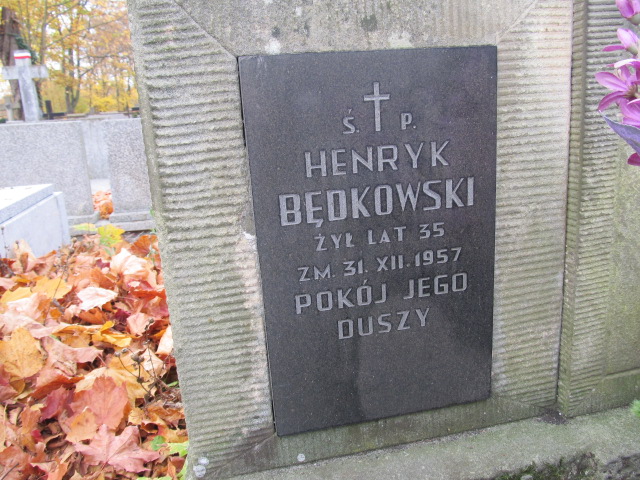 Ś. P.
HENRYK
BĘDKOWSKI
ŻYŁ LAT 35
ZM. 31. XII. 1957
POKÓJ JEGO
DUSZY